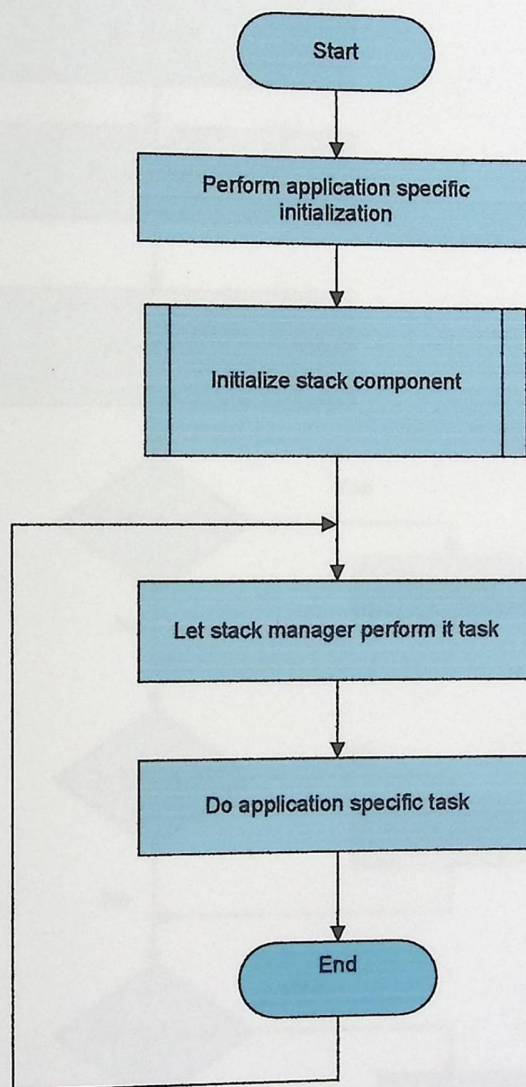 Start
Perform application specific
initialization
Initialize stack component
Let stack manager perform it task
Do application specific task
End